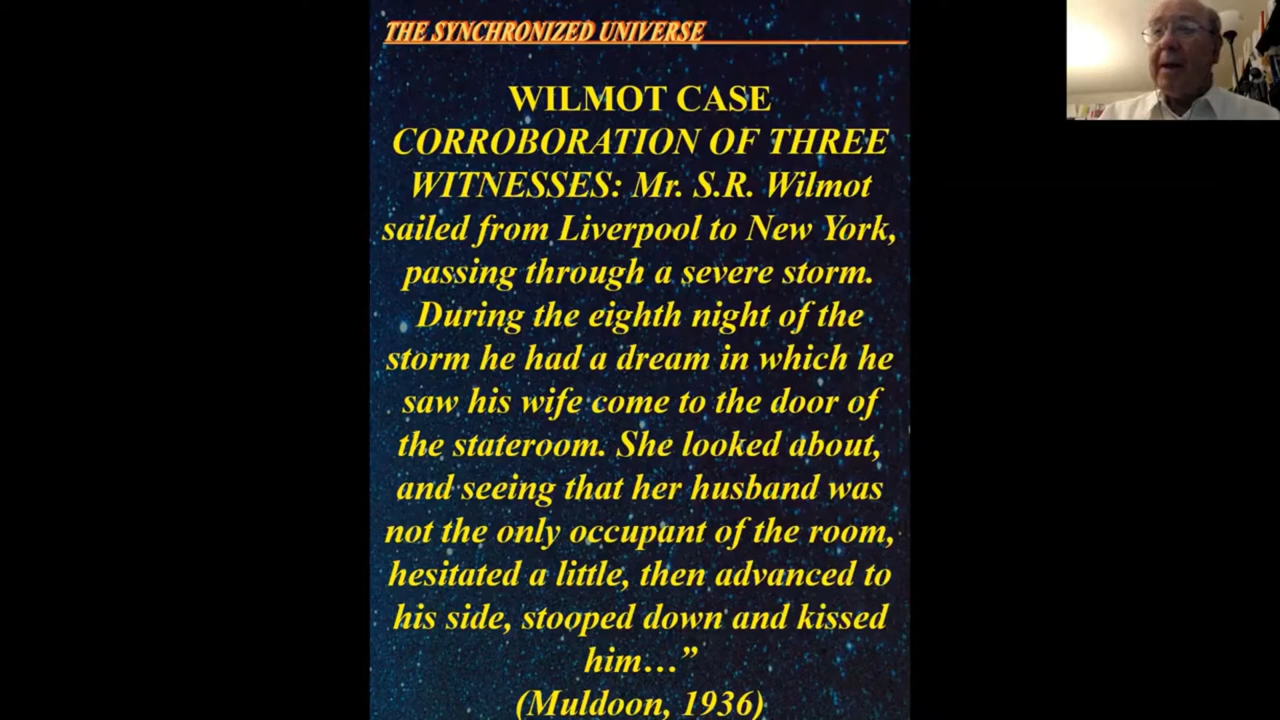 THE SYNCHRONIZED UNIVERSE
WILMOT CASE
CORROBORATION OF THREE
WITNESSES: Mr. S.R. Wilmot
sailed from Liverpool to New York,
passing through a severe storm.
During the eighth night of the
storm he had a dream in which he
saw his wife come to the door of
the stateroom. She looked about,
and seeing that her husband was
not the only occupant of the room,
hesitated a little, then advanced to
his side, stooped down and kissed
him…”
(Muldoon, 1936)